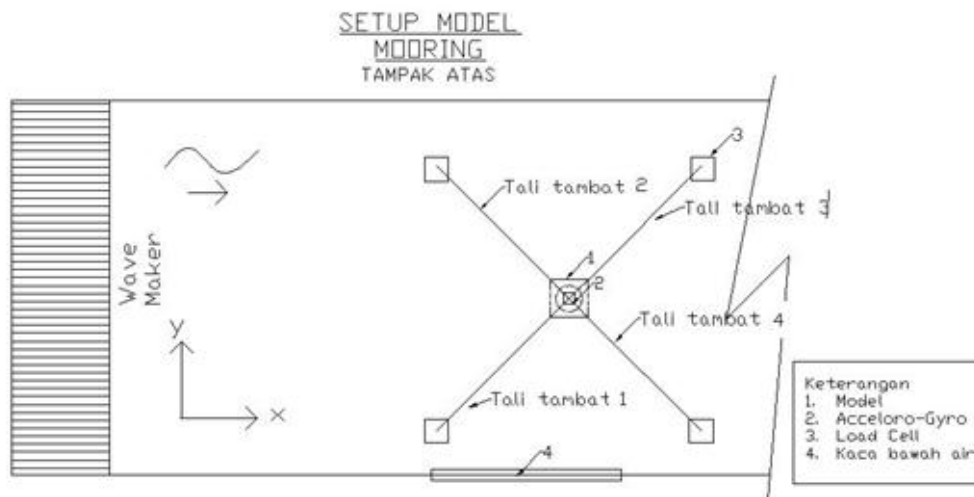 SETUP MODEL
MOORING
TAMPAK ATAS
3
Tali tambat 2
Tali tambat 3
Wave
Maker
1
2
Tali tambat 4
y
x
Tali tambat 1
4
Keterangan
1. Model
2. Acceloro-Gyro
3. Load Cell
4. Kaca bawah air